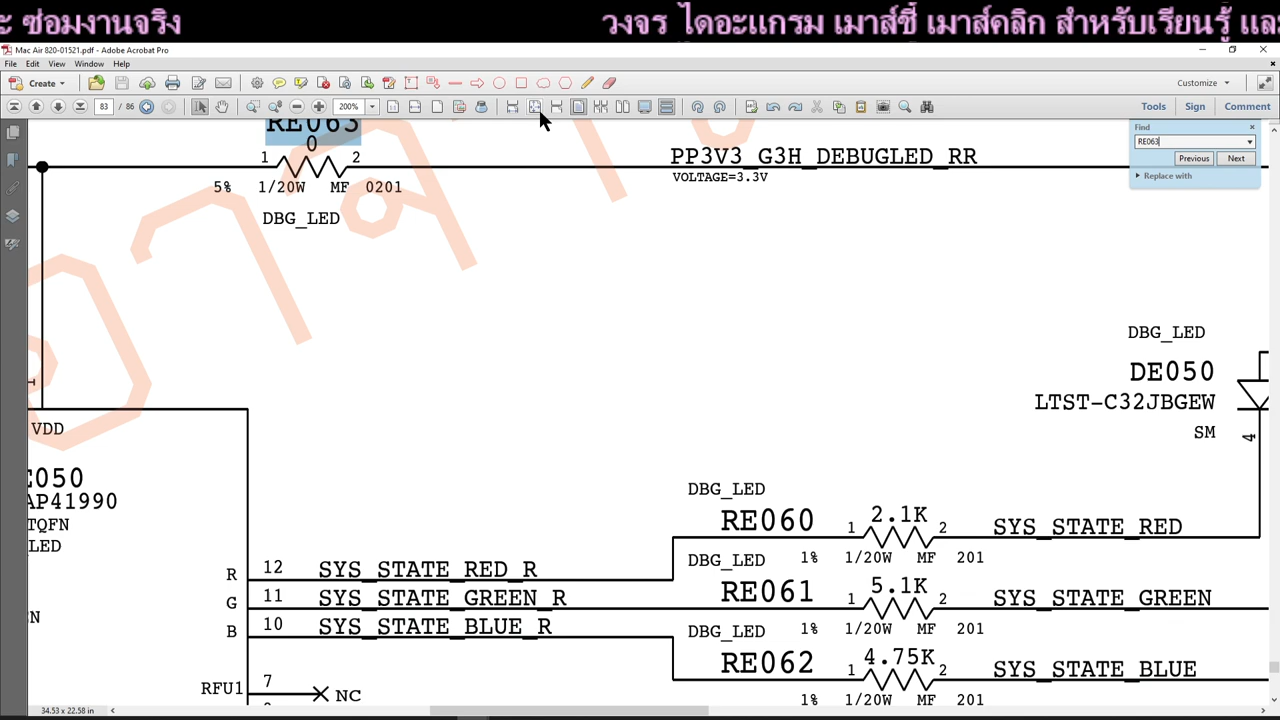 ะ ซ่อมงานจริง
วงจร ไดอะแกรม เมาส์ชี้ เมาส์คลิก สำหรับเรียนรู้ และ
Mac Air 820-01521.pdf - Adobe Acrobat Pro
File Edit View Window Help
Create
Customize
83 / 86
200%
Tools Sign Comment
Find
RE063
Previous Next
Replace with
RE063
0
1 2
5% 1/20W MF 0201
DBG_LED
PP3V3_G3H_DEBUGLED_RR
VOLTAGE=3.3V
DBG_LED
DE050
LTST-C32JBGEW
SM
4
1
VDD
E050
AP41990
TQFN
LED
N
R 12 SYS_STATE_RED_R
G 11 SYS_STATE_GREEN_R
B 10 SYS_STATE_BLUE_R
RFU1 7 NC
DBG_LED
RE060 1 2.1K 2 SYS_STATE_RED
1% 1/20W MF 201
DBG_LED
RE061 1 5.1K 2 SYS_STATE_GREEN
1% 1/20W MF 201
DBG_LED
RE062 1 4.75K 2 SYS_STATE_BLUE
1% 1/20W MF 201
34.53 x 22.58 in